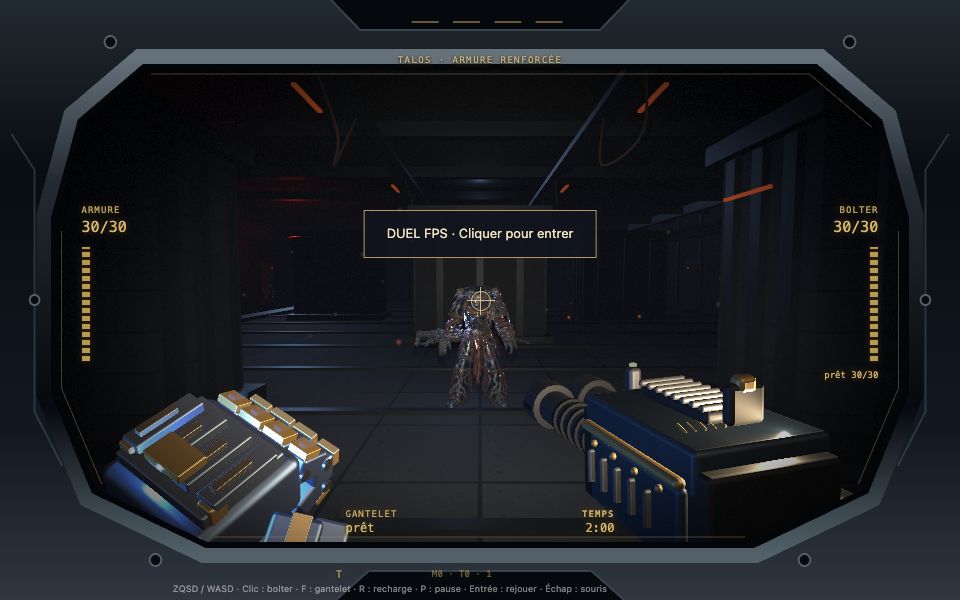 TALOS · ARMURE RENFORCÉE
ARMURE
30/30
BOLTER
30/30
DUEL FPS · Cliquer pour entrer
prêt 30/30
GANTELET
prêt
TEMPS
2:00
T
M0 · T0 · 1
ZQSD / WASD · Clic : bolter · F : gantelet · R : recharge · P : pause · Entrée : rejouer · Échap : souris